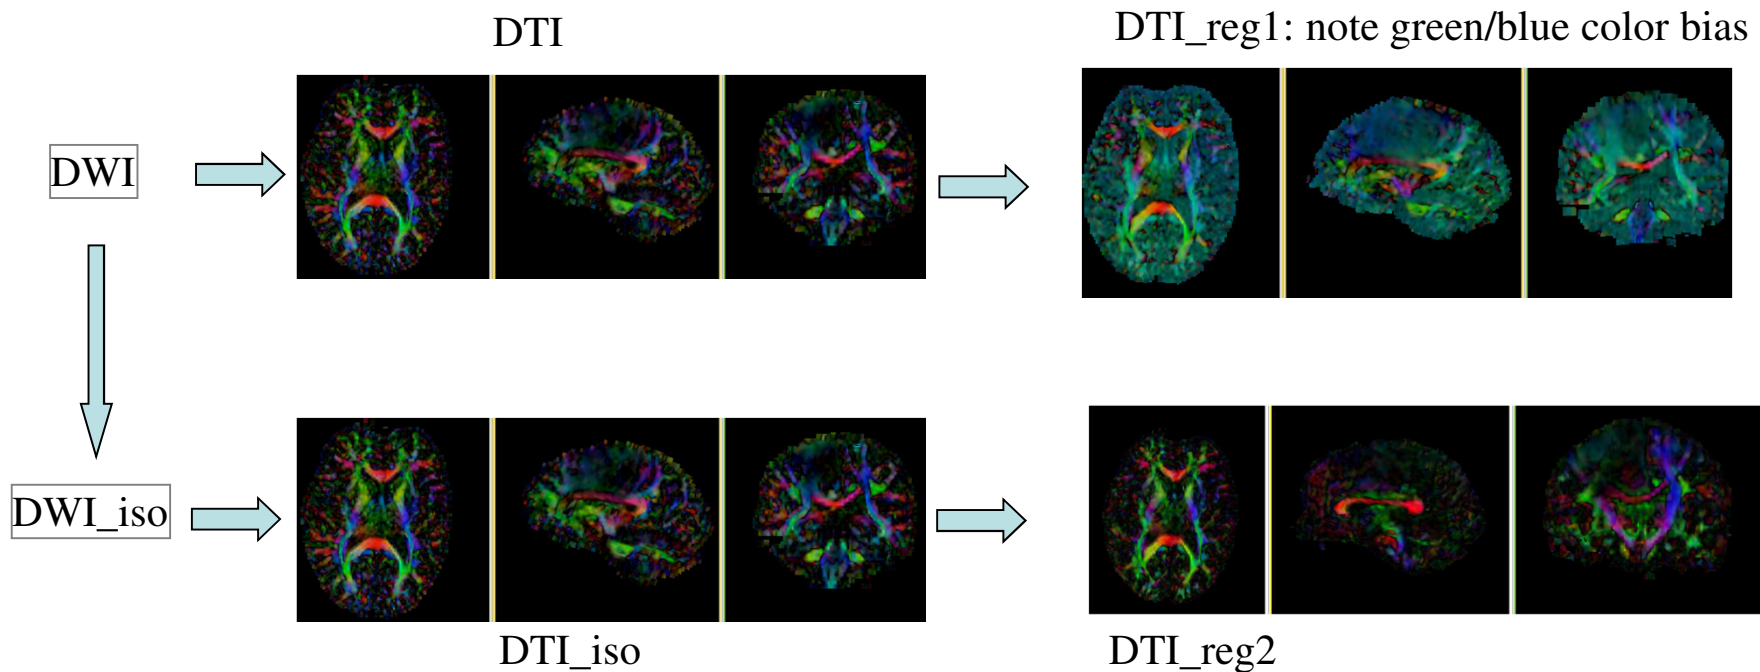 DTI
DTI_reg1: note green/blue color bias
DWI
DWI_iso
DTI_iso
DTI_reg2